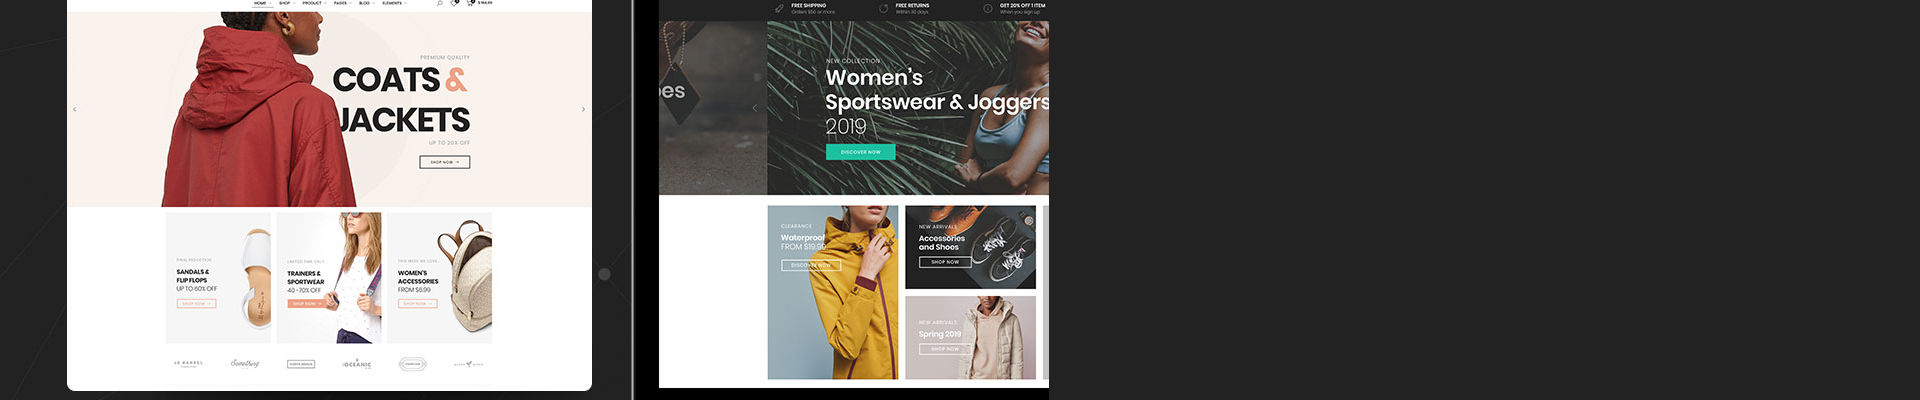 HOME
SHOP
PRODUCT
PAGES
BLOG
ELEMENTS
PREMIUM QUALITY
COATS &
JACKETS
UP TO 20% OFF
SHOP NOW
SANDALS &
FLIP FLOPS
UP TO 60% OFF
SHOP NOW
LIMITED TIME ONLY
TRAINERS &
SPORTWEAR
40 -70% OFF
SHOP NOW
THIS WEEK WE LOVE
WOMEN'S
ACCESSORIES
FROM $6.99
SHOP NOW
LE BARREL
Something
OCEANIC
FREE SHIPPING
Orders $50 or more
FREE RETURNS
Within 30 days
GET 20% OFF 1 ITEM
When you sign up
oes
NEW COLLECTION
Women's
Sportswear & Joggers
2019
DISCOVER NOW
CLEARANCE
Waterproof
FROM $19.99
DISCOVER NOW
NEW ARRIVALS
Accessories
and Shoes
SHOP NOW
NEW ARRIVALS
Spring 2019
SHOP NOW